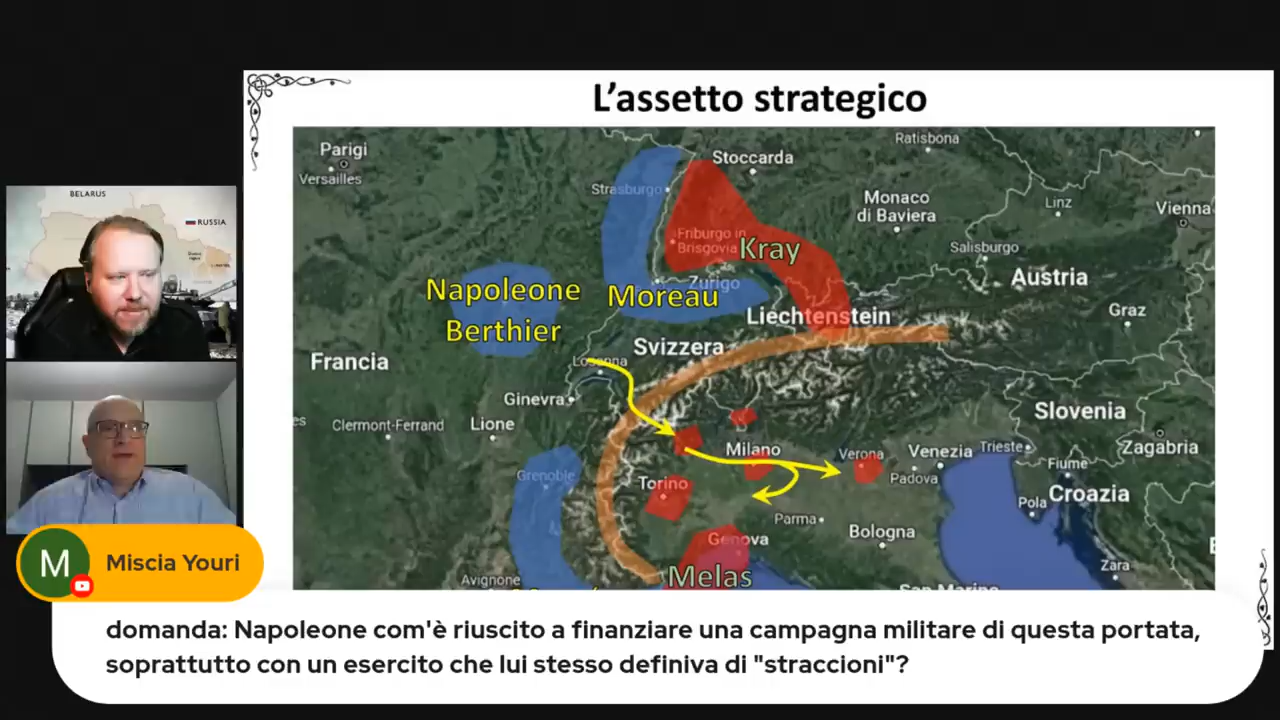 L'assetto strategico
BELARUS
RUSSIA
Parigi
Versailles
Stoccarda
Ratisbona
Strasburgo
Monaco
di Baviera
Linz
Vienna
Friburgo in
Brisgovia
Kray
Salisburgo
Napoleone
Berthier
Moreau
Zurigo
Austria
Liechtenstein
Graz
Francia
Losanna
Svizzera
Ginevra
Slovenia
es
Clermont-Ferrand
Lione
Milano
Verona
Venezia
Trieste
Zagabria
Grenoble
Torino
Padova
Fiume
Pola
Croazia
Parma
Bologna
Genova
Avignone
Melas
San Marino
Zara
M
Miscia Youri
domanda: Napoleone com'è riuscito a finanziare una campagna militare di questa portata,
soprattutto con un esercito che lui stesso definiva di "straccioni"?